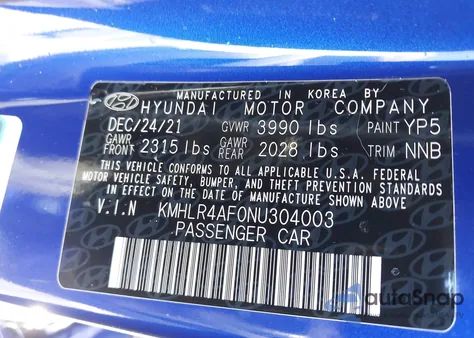 MANUFACTURED IN KOREA BY
HYUNDAI MOTOR COMPANY
DEC/24/21 GVWR 3990 lbs PAINT YP5
GAWR FRONT 2315 lbs GAWR REAR 2028 lbs TRIM NNB
THIS VEHICLE CONFORMS TO ALL APPLICABLE U.S.A. FEDERAL
MOTOR VEHICLE SAFETY, BUMPER, AND THEFT PREVENTION STANDARDS
IN EFFECT ON THE DATE OF MANUFACTURE SHOWN ABOVE
V.I.N KMHLR4AF0NU304003
PASSENGER CAR
autoSnap